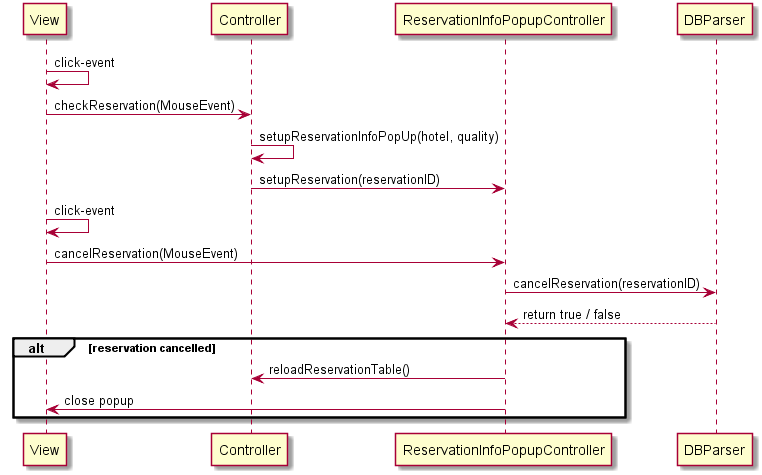 View Controller ReservationInfoPopupController DBParser
click-event
checkReservation(MouseEvent)
setupReservationInfoPopUp(hotel, quality)
setupReservation(reservationID)
click-event
cancelReservation(MouseEvent)
cancelReservation(reservationID)
return true / false
alt [reservation cancelled]
reloadReservationTable()
close popup
View Controller ReservationInfoPopupController DBParser